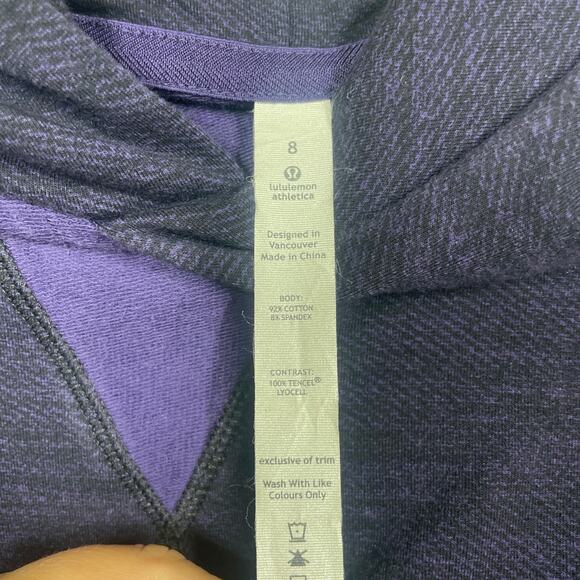 8
lululemon
athletica
Designed in
Vancouver
Made in China
BODY:
92% COTTON
8% SPANDEX
CONTRAST:
100% TENCEL®
LYOCELL
exclusive of trim
Wash With Like
Colours Only